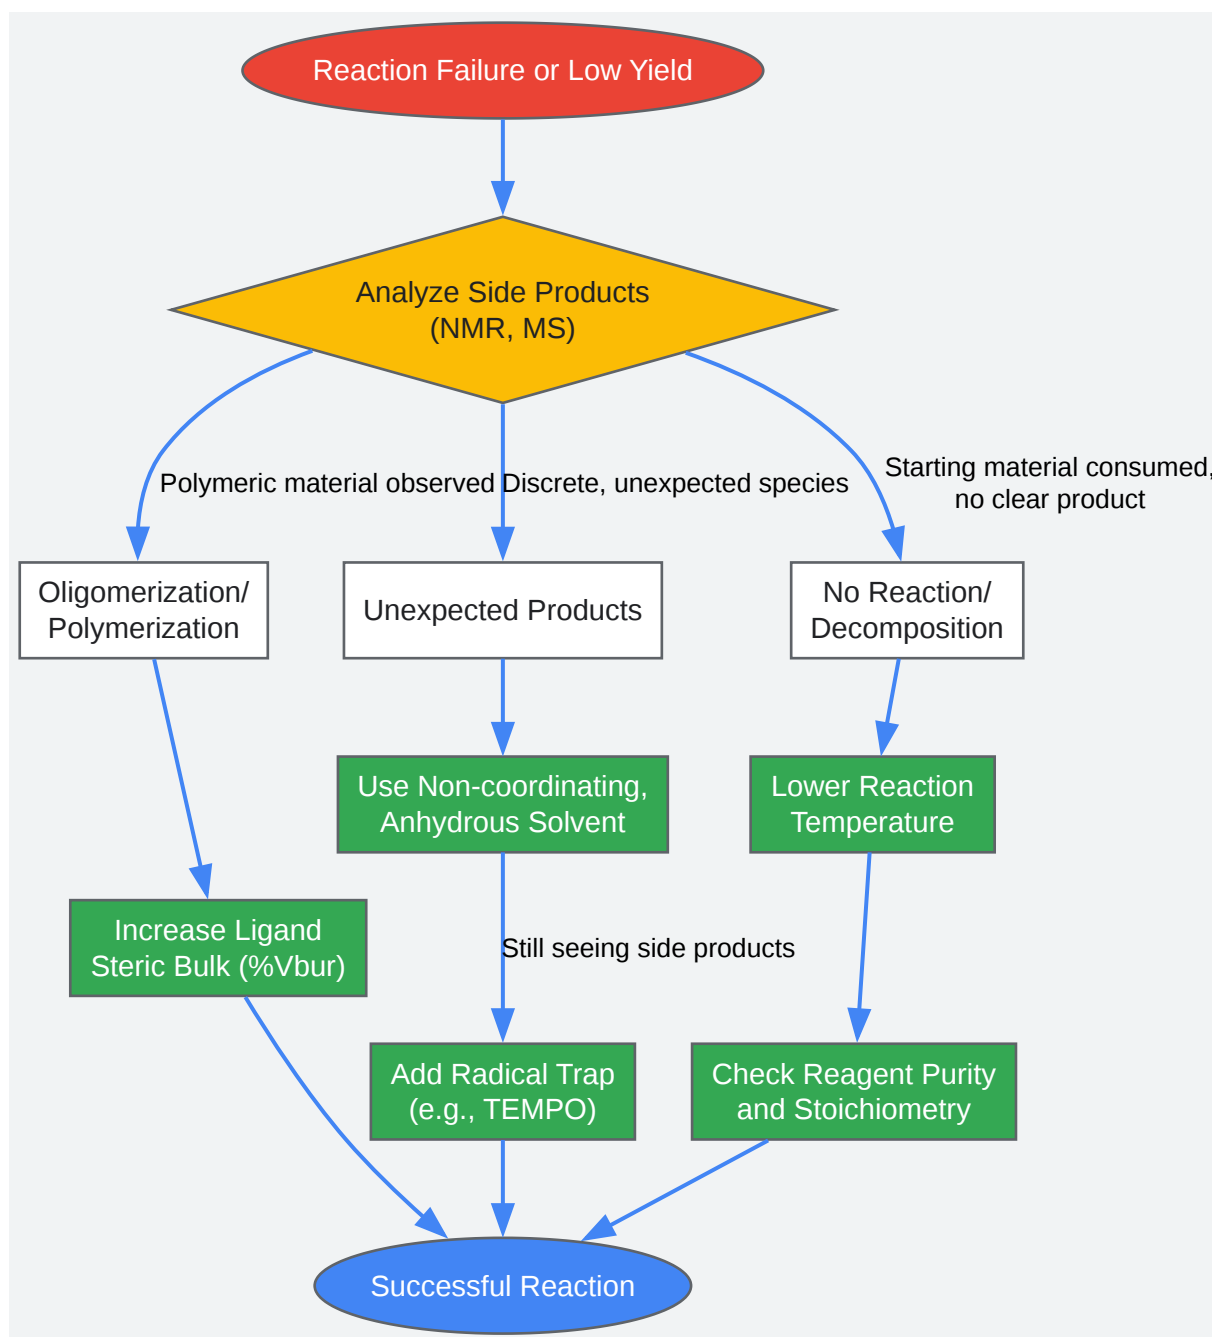 Reaction Failure or Low Yield
Analyze Side Products
(NMR, MS)
Polymeric material observed
Discrete, unexpected species
Starting material consumed,
no clear product
Oligomerization/
Polymerization
Unexpected Products
No Reaction/
Decomposition
Use Non-coordinating,
Anhydrous Solvent
Lower Reaction
Temperature
Increase Ligand
Steric Bulk (%Vbur)
Still seeing side products
Add Radical Trap
(e.g., TEMPO)
Check Reagent Purity
and Stoichiometry
Successful Reaction